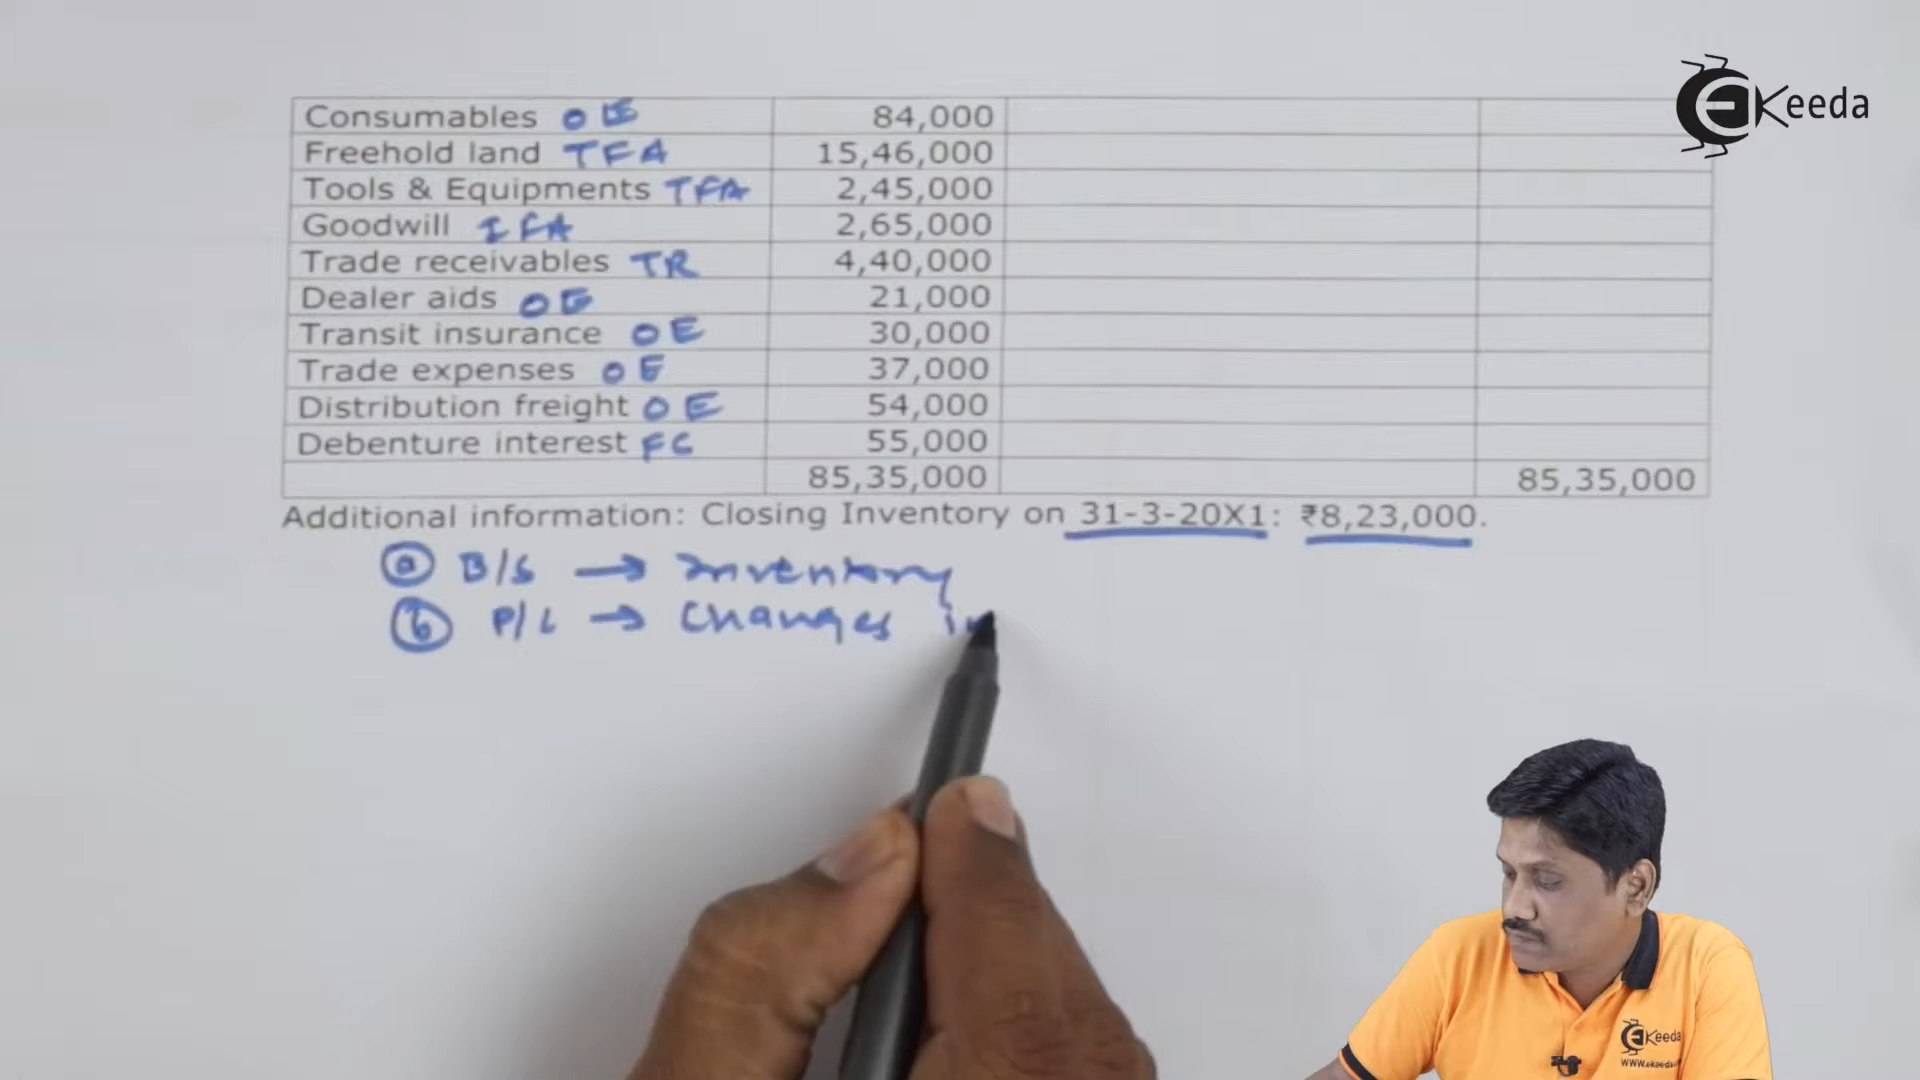 Consumables OE 84,000
Freehold land TFA 15,46,000
Tools & Equipments TFA 2,45,000
Goodwill IFA 2,65,000
Trade receivables TR 4,40,000
Dealer aids OE 21,000
Transit insurance OE 30,000
Trade expenses OE 37,000
Distribution freight OE 54,000
Debenture interest FC 55,000
85,35,000 85,35,000
Additional information: Closing Inventory on 31-3-20X1: ₹8,23,000.
(a) B/S → Inventory
(b) P/L → Changes in
eKeeda
eKeeda